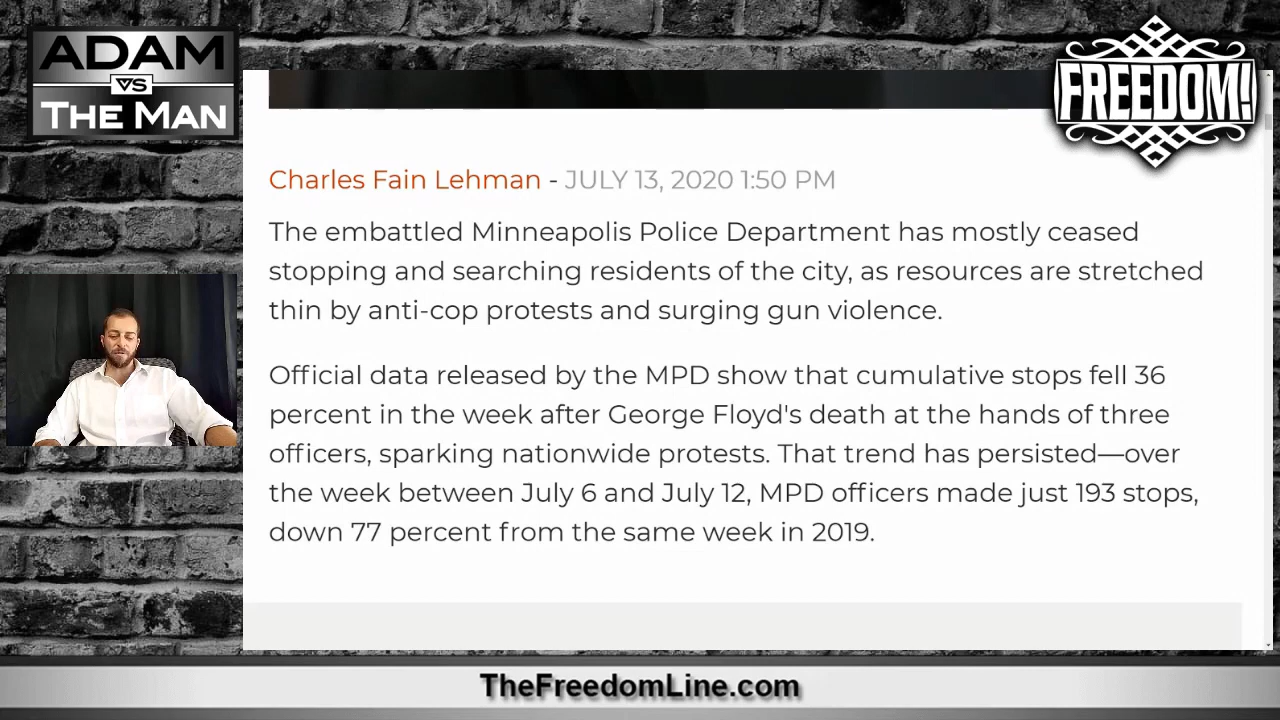 ADAM
VS
THE MAN
FREEDOM!
Charles Fain Lehman - JULY 13, 2020 1:50 PM
The embattled Minneapolis Police Department has mostly ceased
stopping and searching residents of the city, as resources are stretched
thin by anti-cop protests and surging gun violence.
Official data released by the MPD show that cumulative stops fell 36
percent in the week after George Floyd's death at the hands of three
officers, sparking nationwide protests. That trend has persisted—over
the week between July 6 and July 12, MPD officers made just 193 stops,
down 77 percent from the same week in 2019.
TheFreedomLine.com